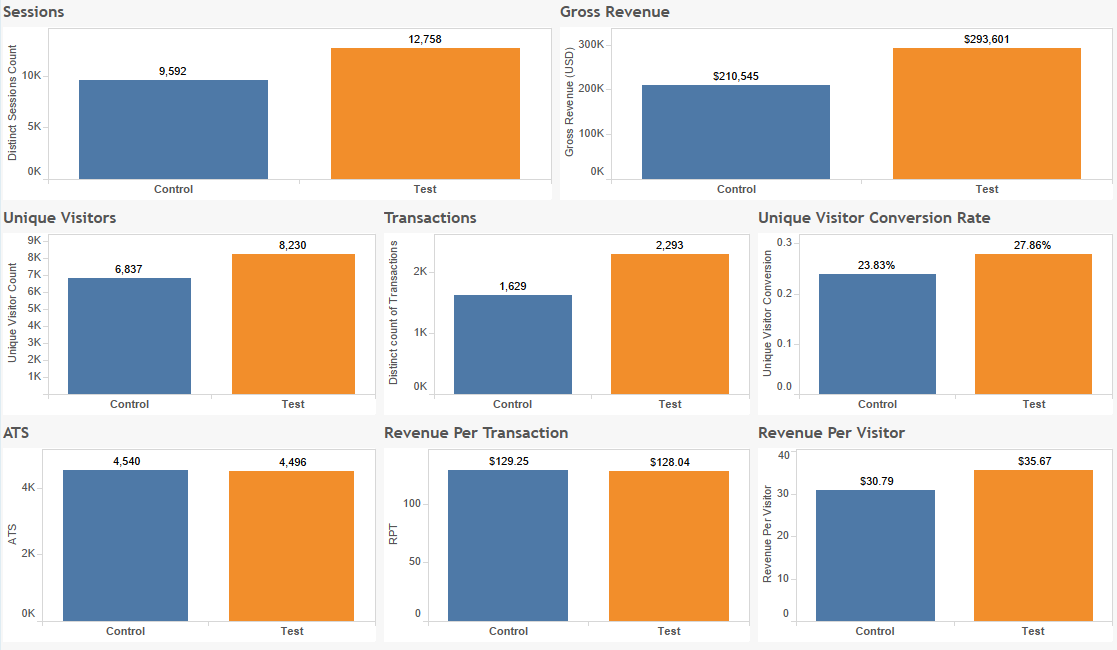 Sessions
Distinct Sessions Count
10K
5K
0K
9,592
12,758
Control
Test
Gross Revenue
Gross Revenue (USD)
300K
200K
100K
0K
$210,545
$293,601
Control
Test
Unique Visitors
Unique Visitor Count
9K
8K
7K
6K
5K
4K
3K
2K
1K
6,837
8,230
Control
Test
Transactions
Distinct count of Transactions
2K
1K
0K
1,629
2,293
Control
Test
Unique Visitor Conversion Rate
Unique Visitor Conversion
0.3
0.2
0.1
0.0
23.83%
27.86%
Control
Test
ATS
ATS
4K
2K
0K
4,540
4,496
Control
Test
Revenue Per Transaction
RPT
100
50
0
$129.25
$128.04
Control
Test
Revenue Per Visitor
Revenue Per Visitor
40
30
20
10
0
$30.79
$35.67
Control
Test